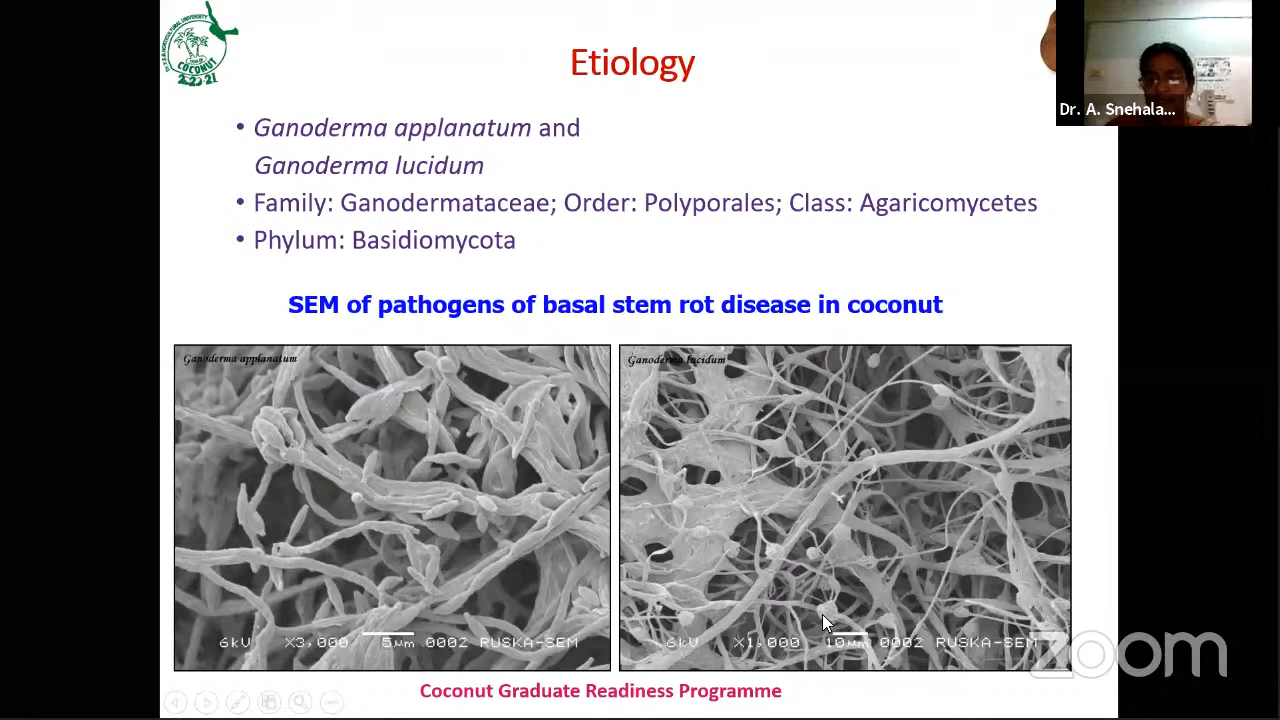 Etiology
Dr. A. Snehala...
• Ganoderma applanatum and
Ganoderma lucidum
• Family: Ganodermataceae; Order: Polyporales; Class: Agaricomycetes
• Phylum: Basidiomycota
SEM of pathogens of basal stem rot disease in coconut
Ganoderma applanatum
Ganoderma lucidum
6kV X3,000 5µm 0002 RUSKA-SEM
6kV X1,000 10µm 0002 RUSKA-SEM
zoom
Coconut Graduate Readiness Programme
COCONUT